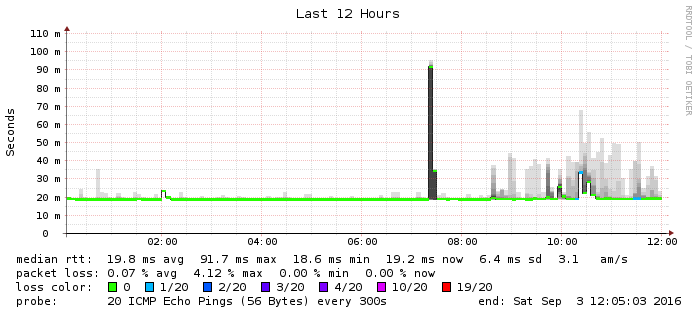 Last 12 Hours
RRDTOOL / TOBI OETIKER
Seconds
110 m
100 m
90 m
80 m
70 m
60 m
50 m
40 m
30 m
20 m
10 m
0
02:00 04:00 06:00 08:00 10:00 12:00
median rtt: 19.8 ms avg 91.7 ms max 18.6 ms min 19.2 ms now 6.4 ms sd 3.1 am/s
packet loss: 0.07 % avg 4.12 % max 0.00 % min 0.00 % now
loss color: 0 1/20 2/20 3/20 4/20 10/20 19/20
probe: 20 ICMP Echo Pings (56 Bytes) every 300s end: Sat Sep 3 12:05:03 2016